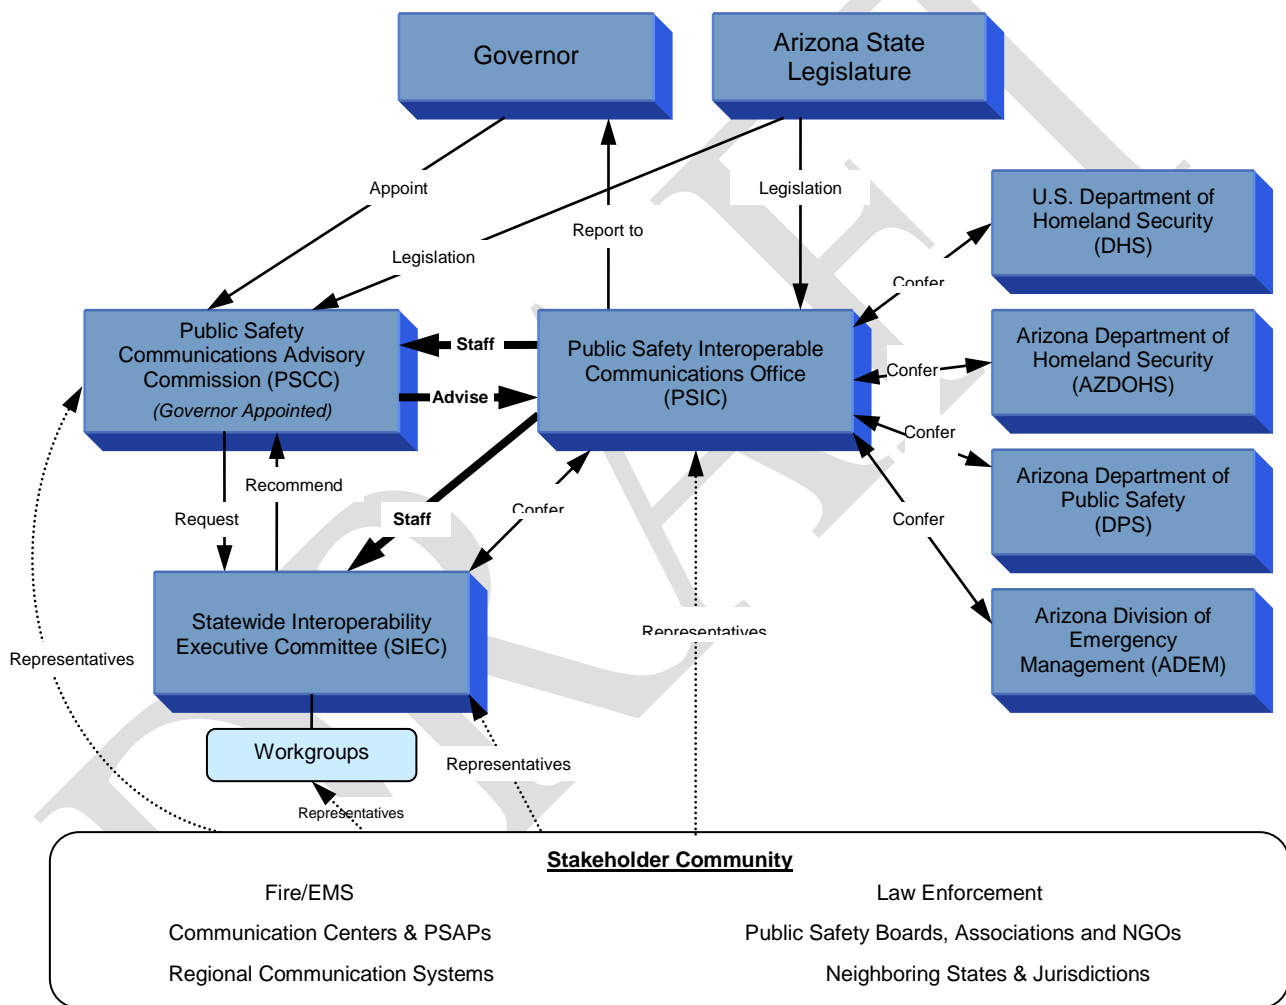 Governor
Arizona State
Legislature
Appoint
Legislation
Report to
Legislation
U.S. Department of
Homeland Security
(DHS)
Confer
Public Safety
Communications Advisory
Commission (PSCC)
(Governor Appointed)
Staff
Advise
Public Safety Interoperable
Communications Office
(PSIC)
Confer
Arizona Department of
Homeland Security
(AZDOHS)
Confer
Arizona Department of
Public Safety
(DPS)
Recommend
Request
Staff
Confer
Confer
Statewide Interoperability
Executive Committee (SIEC)
Arizona Division of
Emergency
Management (ADEM)
Representatives
Representatives
Workgroups
Representatives
Representatives
Stakeholder Community
Fire/EMS
Law Enforcement
Communication Centers & PSAPs
Public Safety Boards, Associations and NGOs
Regional Communication Systems
Neighboring States & Jurisdictions
DRAFT